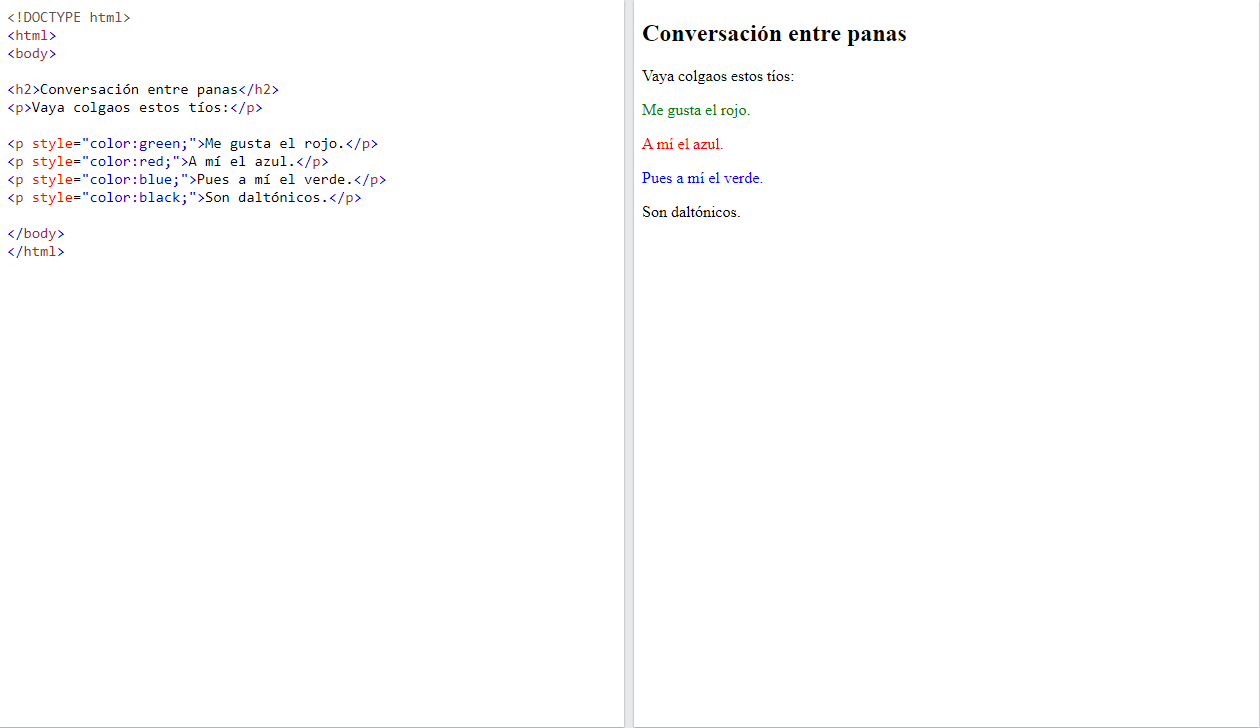 <!DOCTYPE html>
<html>
<body>
<h2>Conversación entre panas</h2>
<p>Vaya colgaos estos tíos:</p>
<p style="color:green;">Me gusta el rojo.</p>
<p style="color:red;">A mí el azul.</p>
<p style="color:blue;">Pues a mí el verde.</p>
<p style="color:black;">Son daltónicos.</p>
</body>
</html>
Conversación entre panas
Vaya colgaos estos tíos:
Me gusta el rojo.
A mí el azul.
Pues a mí el verde.
Son daltónicos.